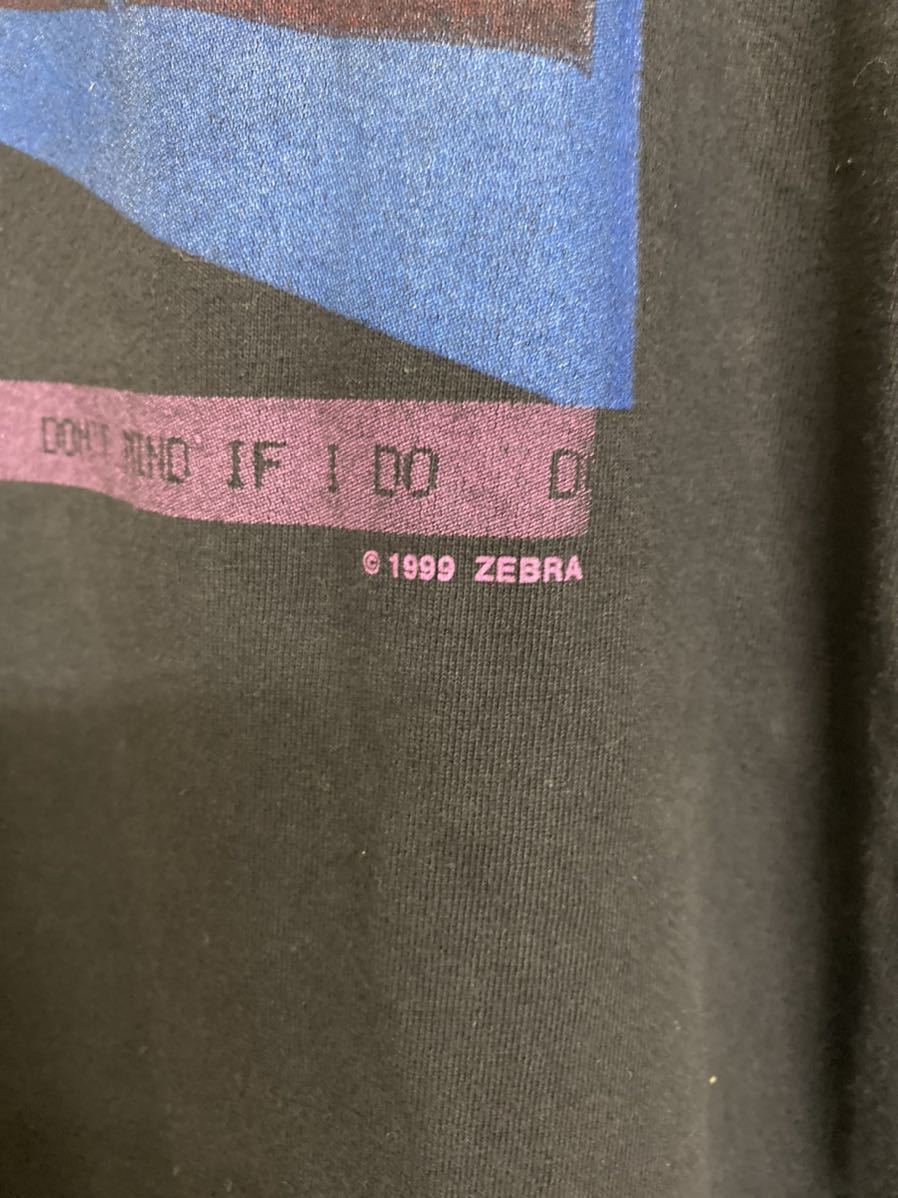 DON'T MIND IF I DO D
© 1999 ZEBRA